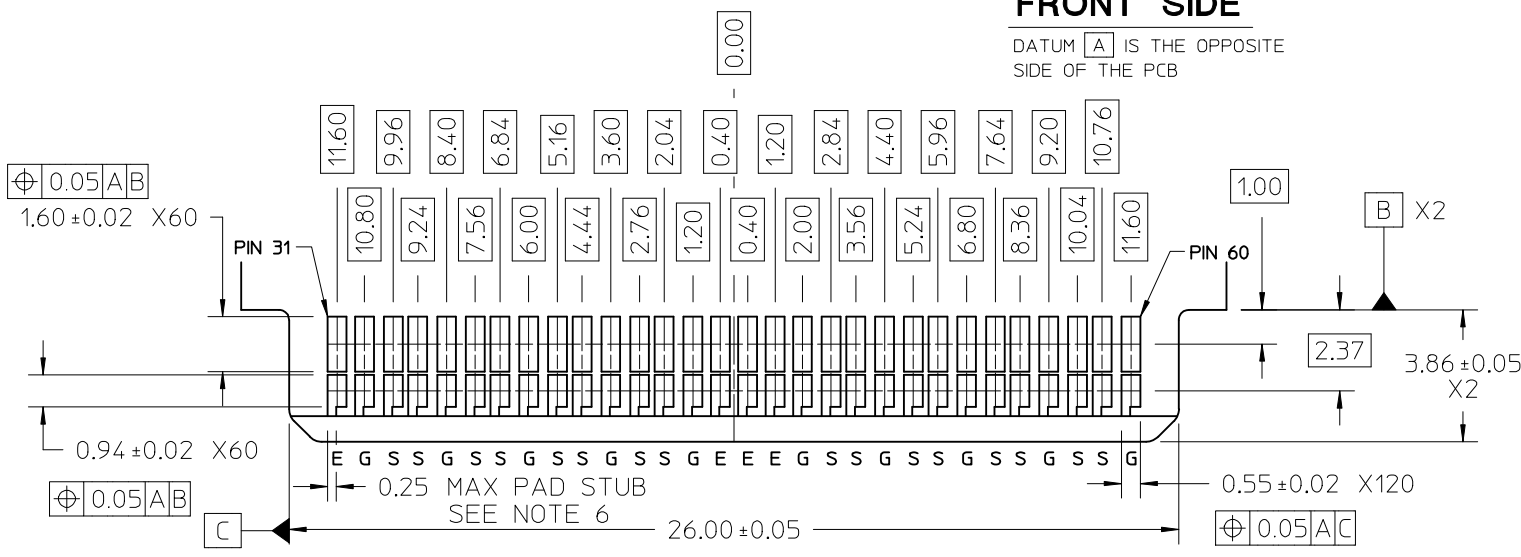 FRONT SIDE
DATUM A IS THE OPPOSITE
SIDE OF THE PCB
0.00
11.60 9.96 8.40 6.84 5.16 3.60 2.04 0.40 1.20 2.84 4.40 5.96 7.64 9.20 10.76
10.80 9.24 7.56 6.00 4.44 2.76 1.20 0.40 2.00 3.56 5.24 6.80 8.36 10.04 11.60
⌖ 0.05 A B
1.60±0.02 X60
1.00
B X2
PIN 31
PIN 60
2.37
3.86±0.05
X2
0.94±0.02 X60
⌖ 0.05 A B
E G S S G S S G S S G S S G E E E G S S G S S G S S G S S G
0.25 MAX PAD STUB
SEE NOTE 6
0.55±0.02 X120
⌖ 0.05 A C
C
26.00±0.05